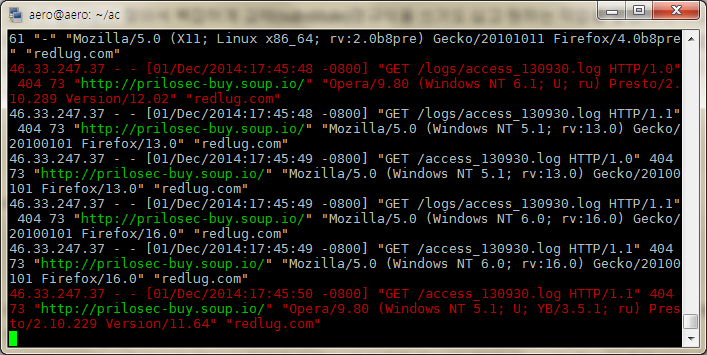 aero@aero: ~/ac
61 "-" "Mozilla/5.0 (X11; Linux x86_64; rv:2.0b8pre) Gecko/20101011 Firefox/4.0b8pre
" "redlug.com"
46.33.247.37 - - [01/Dec/2014:17:45:48 -0800] "GET /logs/access_130930.log HTTP/1.0"
 404 73 "http://prilosec-buy.soup.io/" "Opera/9.80 (Windows NT 6.1; U; ru) Presto/2.
10.289 Version/12.02" "redlug.com"
46.33.247.37 - - [01/Dec/2014:17:45:48 -0800] "GET /logs/access_130930.log HTTP/1.1"
 404 73 "http://prilosec-buy.soup.io/" "Mozilla/5.0 (Windows NT 5.1; rv:13.0) Gecko/
20100101 Firefox/13.0" "redlug.com"
46.33.247.37 - - [01/Dec/2014:17:45:49 -0800] "GET /access_130930.log HTTP/1.0" 404
73 "http://prilosec-buy.soup.io/" "Mozilla/5.0 (Windows NT 5.1; rv:13.0) Gecko/20100
101 Firefox/13.0" "redlug.com"
46.33.247.37 - - [01/Dec/2014:17:45:49 -0800] "GET /logs/access_130930.log HTTP/1.1"
 404 73 "http://prilosec-buy.soup.io/" "Mozilla/5.0 (Windows NT 6.0; rv:16.0) Gecko/
20100101 Firefox/16.0" "redlug.com"
46.33.247.37 - - [01/Dec/2014:17:45:49 -0800] "GET /access_130930.log HTTP/1.1" 404
73 "http://prilosec-buy.soup.io/" "Mozilla/5.0 (Windows NT 6.0; rv:16.0) Gecko/20100
101 Firefox/16.0" "redlug.com"
46.33.247.37 - - [01/Dec/2014:17:45:50 -0800] "GET /access_130930.log HTTP/1.1" 404
73 "http://prilosec-buy.soup.io/" "Opera/9.80 (Windows NT 5.1; U; YB/3.5.1; ru) Pres
to/2.10.229 Version/11.64" "redlug.com"